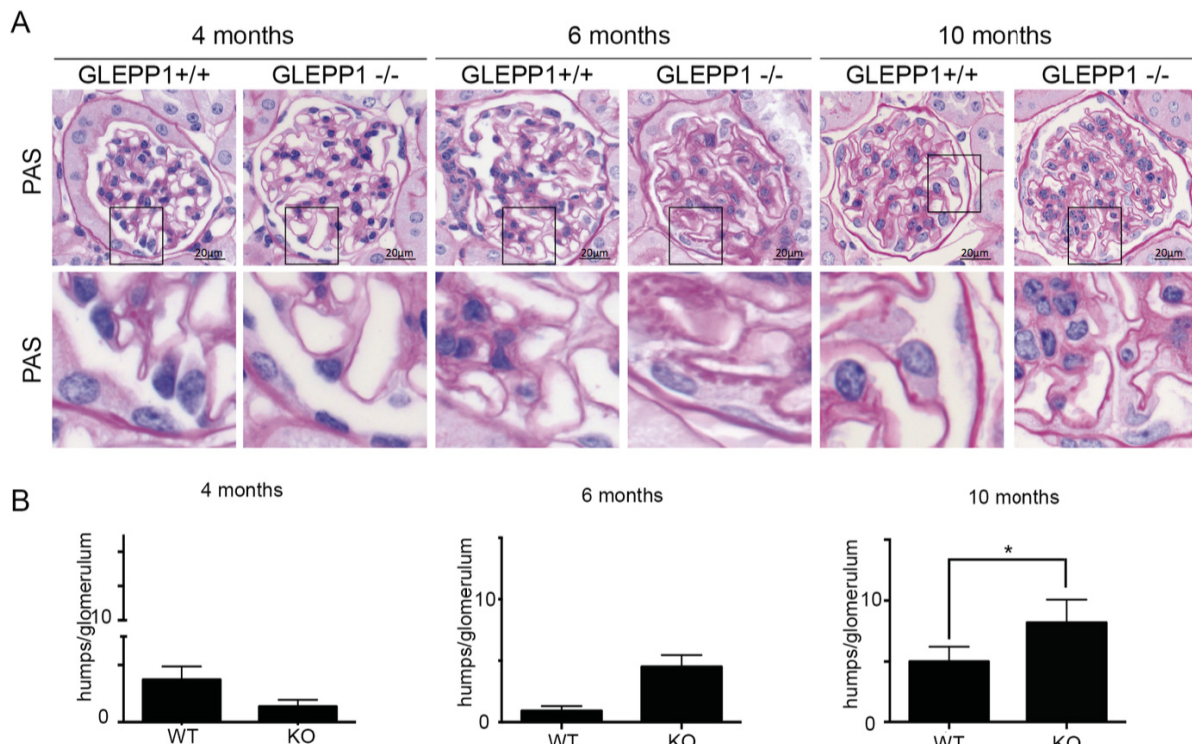 A
4 months
6 months
10 months
GLEPP1+/+
GLEPP1 -/-
GLEPP1+/+
GLEPP1 -/-
GLEPP1+/+
GLEPP1 -/-
PAS
20µm
20µm
20µm
20µm
20µm
20µm
PAS
B
4 months
6 months
10 months
humps/glomerulum
10
0
WT
KO
humps/glomerulum
10
0
WT
KO
humps/glomerulum
10
0
*
WT
KO